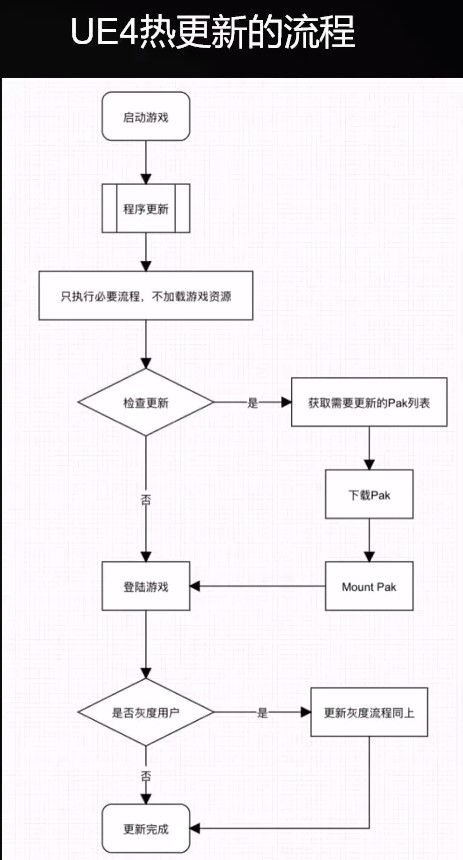 UE4热更新的流程
启动游戏
程序更新
只执行必要流程，不加载游戏资源
检查更新
是
获取需要更新的Pak列表
下载Pak
否
登陆游戏
Mount Pak
是否灰度用户
是
更新灰度流程同上
否
更新完成